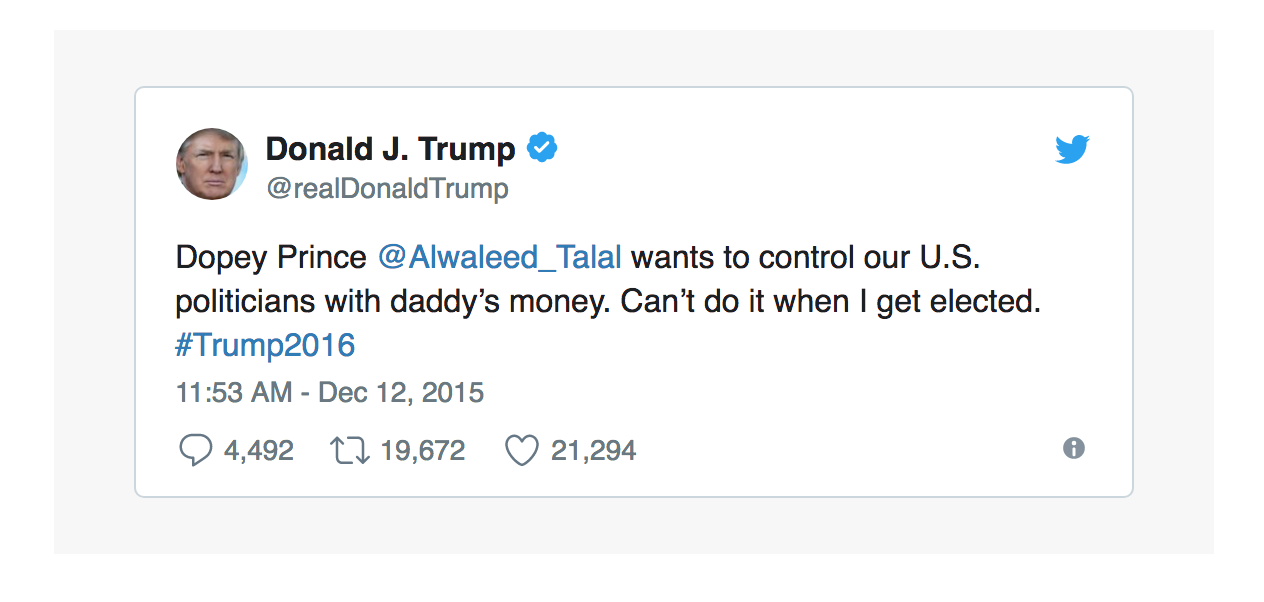 Donald J. Trump
@realDonaldTrump
Dopey Prince @Alwaleed_Talal wants to control our U.S.
politicians with daddy’s money. Can’t do it when I get elected.
#Trump2016
11:53 AM - Dec 12, 2015
4,492 19,672 21,294